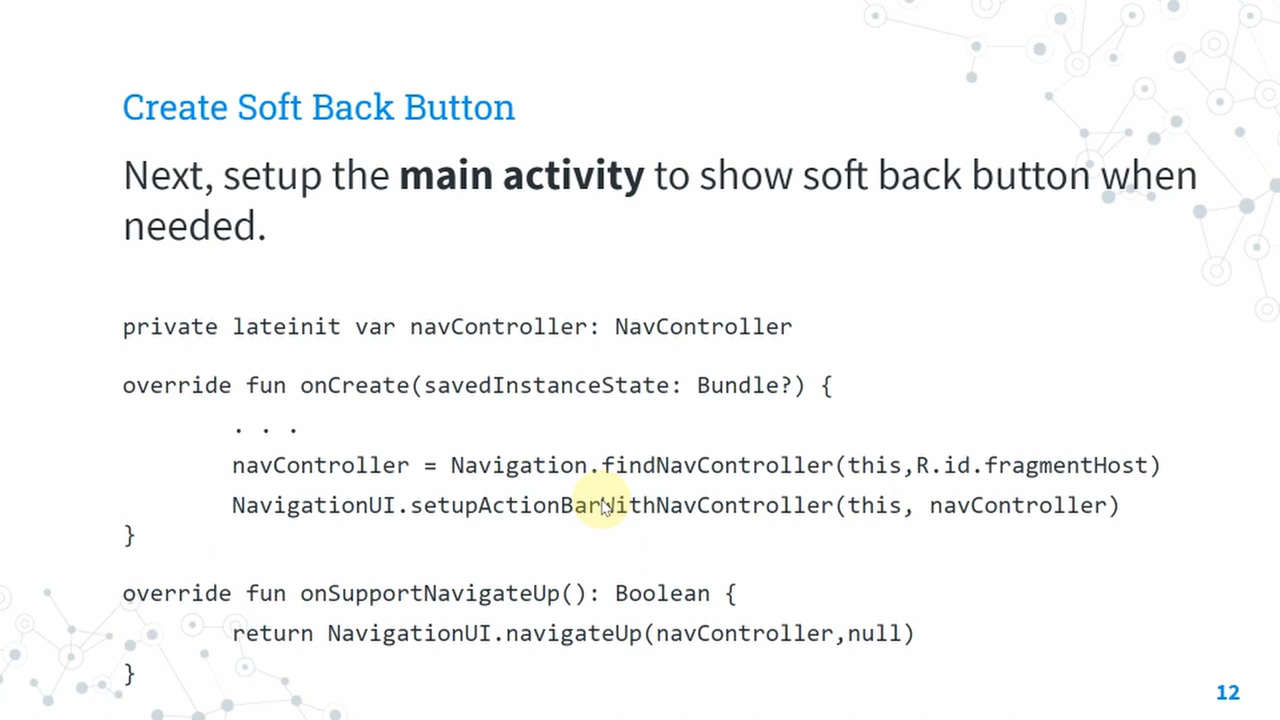 Create Soft Back Button
Next, setup the main activity to show soft back button when
needed.
private lateinit var navController: NavController
override fun onCreate(savedInstanceState: Bundle?) {
. . .
navController = Navigation.findNavController(this,R.id.fragmentHost)
NavigationUI.setupActionBarWithNavController(this, navController)
}
override fun onSupportNavigateUp(): Boolean {
return NavigationUI.navigateUp(navController,null)
}
12